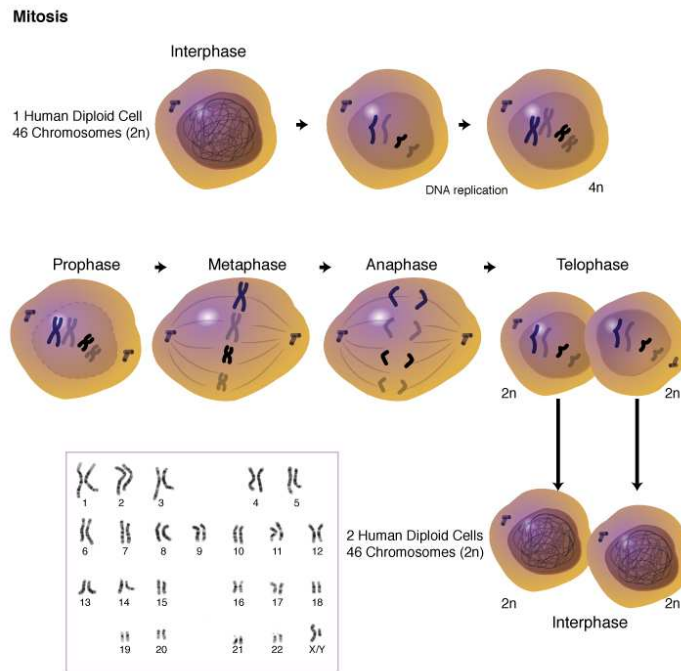 Mitosis
Interphase
1 Human Diploid Cell
46 Chromosomes (2n)
DNA replication
4n
Prophase
Metaphase
Anaphase
Telophase
2n
2n
1
2
3
4
5
6
7
8
9
10
11
12
13
14
15
16
17
18
19
20
21
22
X/Y
2 Human Diploid Cells
46 Chromosomes (2n)
2n
2n
Interphase